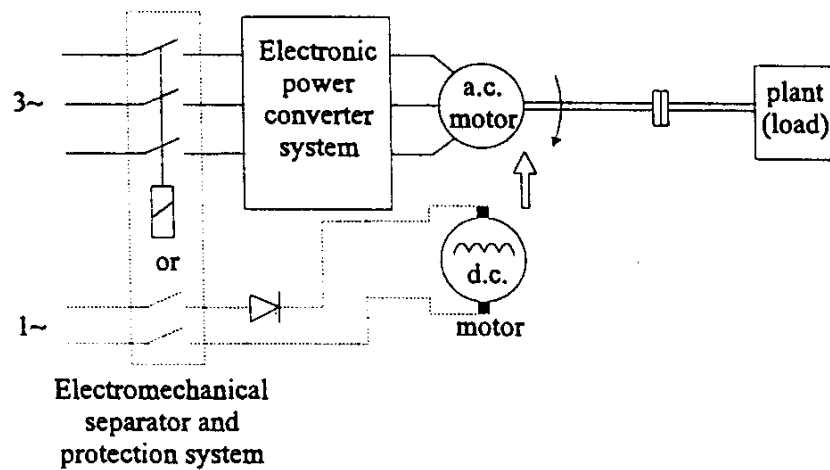 Electronic
power
converter
system
a.c.
motor
plant
(load)
3~
or
d.c.
motor
1~
Electromechanical
separator and
protection system